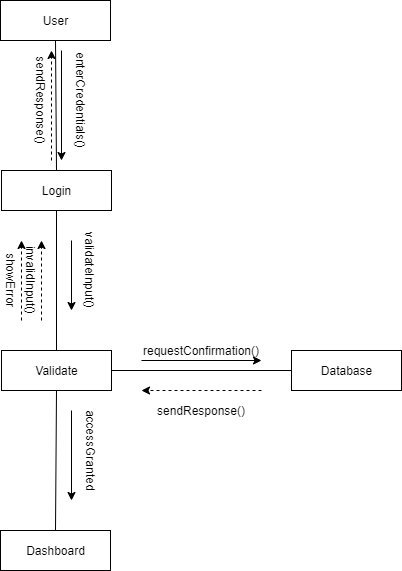 User
sendResponse()
enterCredentials()
Login
showError
invalidInput()
validateInput()
requestConfirmation()
Validate
Database
sendResponse()
accessGranted
Dashboard